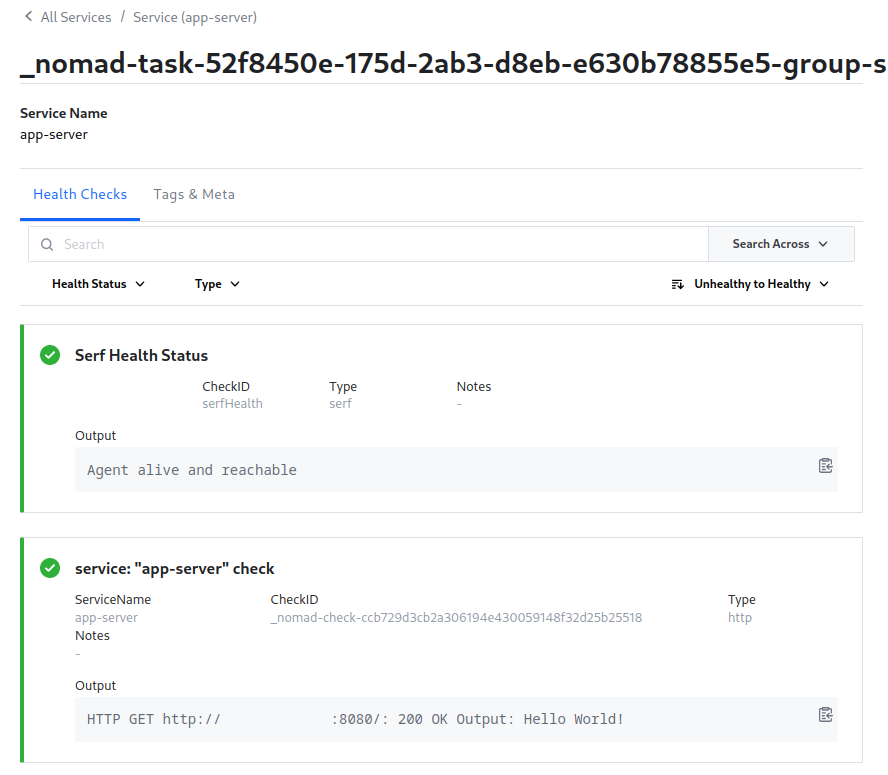 All Services / Service (app-server)
_nomad-task-52f8450e-175d-2ab3-d8eb-e630b78855e5-group-s
Service Name
app-server
Health Checks Tags & Meta
Search Search Across
Health Status Type Unhealthy to Healthy
Serf Health Status
CheckID Type Notes
serfHealth serf -
Output
Agent alive and reachable
service: "app-server" check
ServiceName CheckID Type
app-server _nomad-check-ccb729d3cb2a306194e430059148f32d25b25518 http
Notes
-
Output
HTTP GET http:// :8080/: 200 OK Output: Hello World!